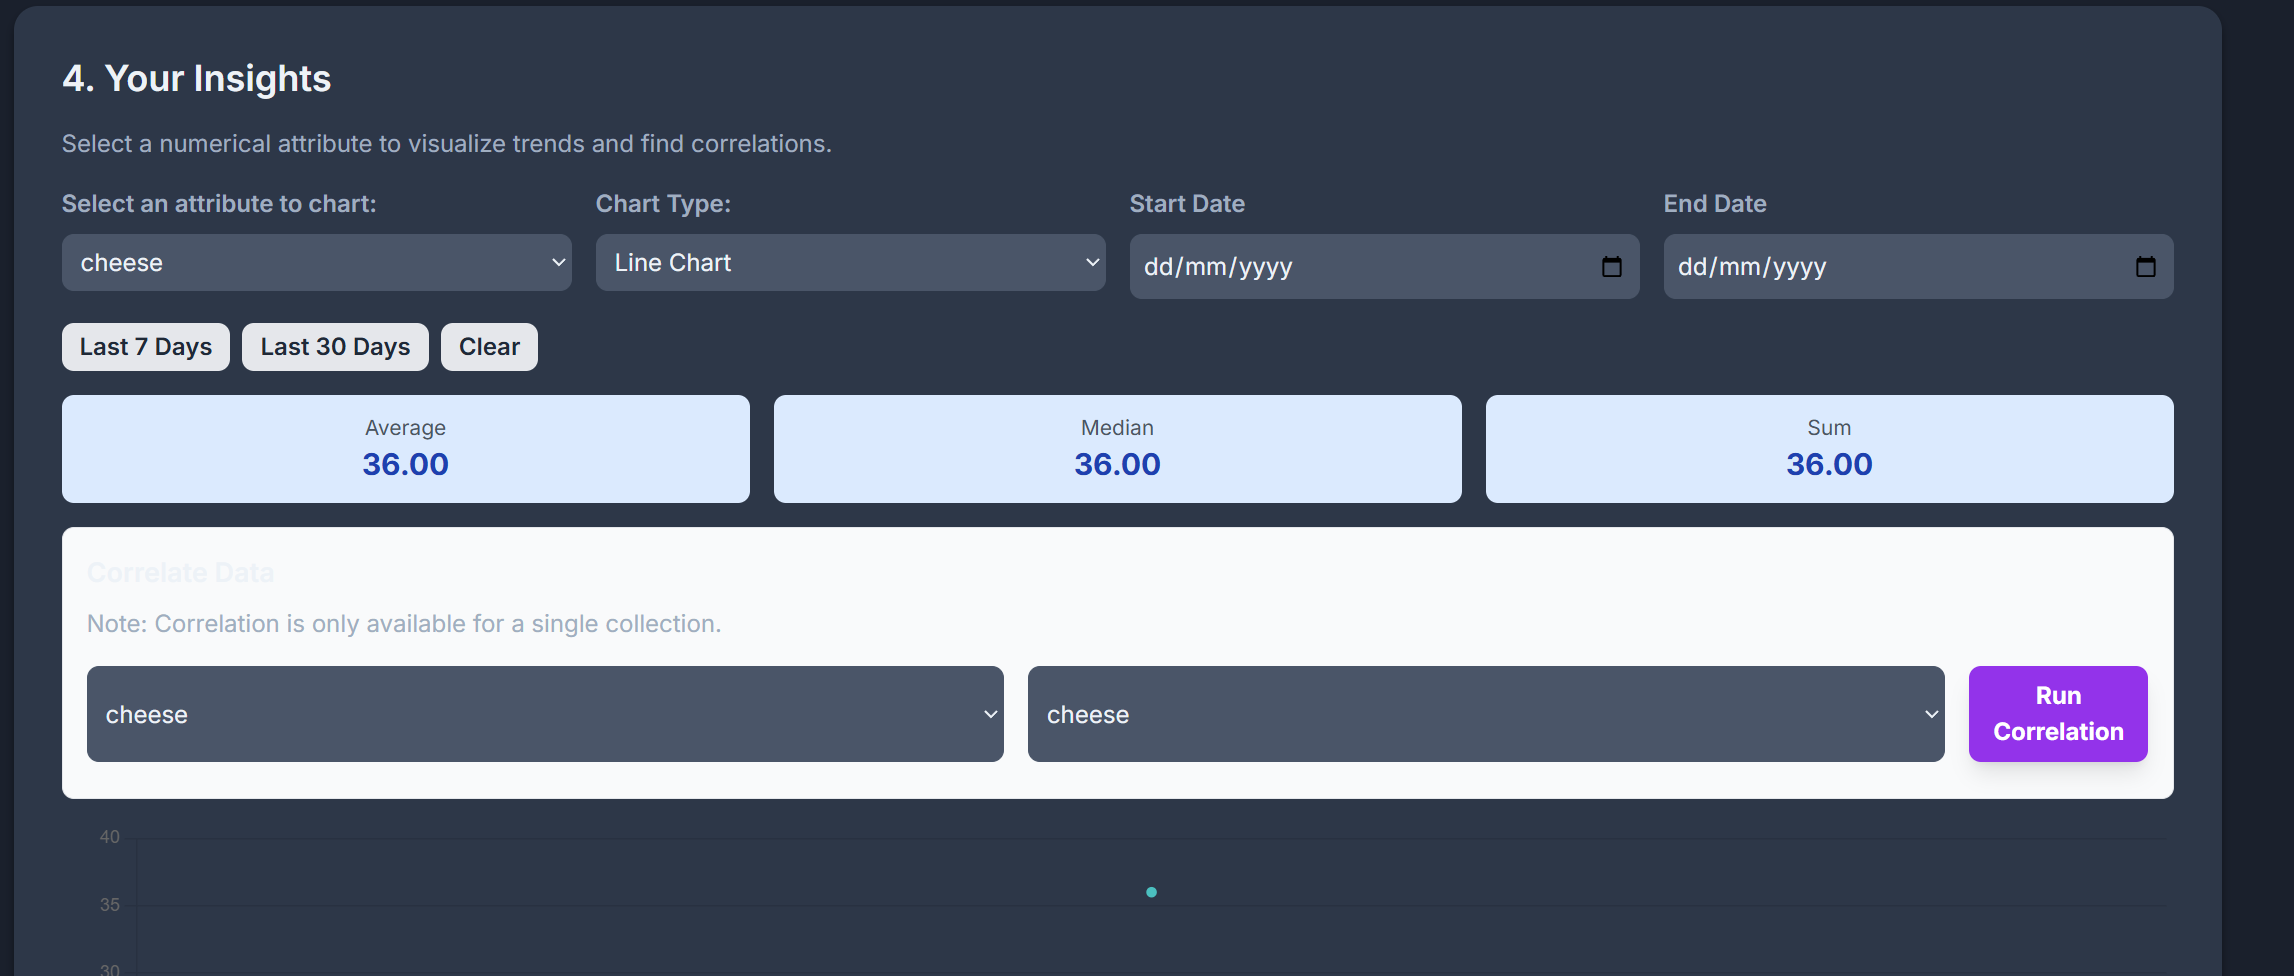 4. Your Insights
Select a numerical attribute to visualize trends and find correlations.
Select an attribute to chart:
cheese
Chart Type:
Line Chart
Start Date
dd/mm/yyyy
End Date
dd/mm/yyyy
Last 7 Days
Last 30 Days
Clear
Average
36.00
Median
36.00
Sum
36.00
Correlate Data
Note: Correlation is only available for a single collection.
cheese
cheese
Run
Correlation
40
35
30